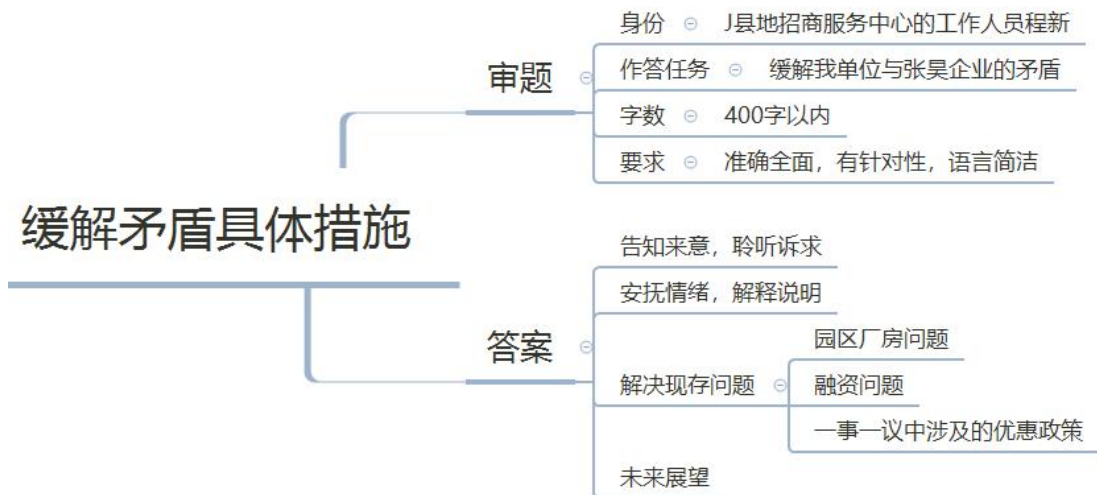 缓解矛盾具体措施
审题
身份 J县地招商服务中心的工作人员程新
作答任务 缓解我单位与张昊企业的矛盾
字数 400字以内
要求 准确全面，有针对性，语言简洁
答案
告知来意，聆听诉求
安抚情绪，解释说明
解决现存问题
园区厂房问题
融资问题
一事一议中涉及的优惠政策
未来展望